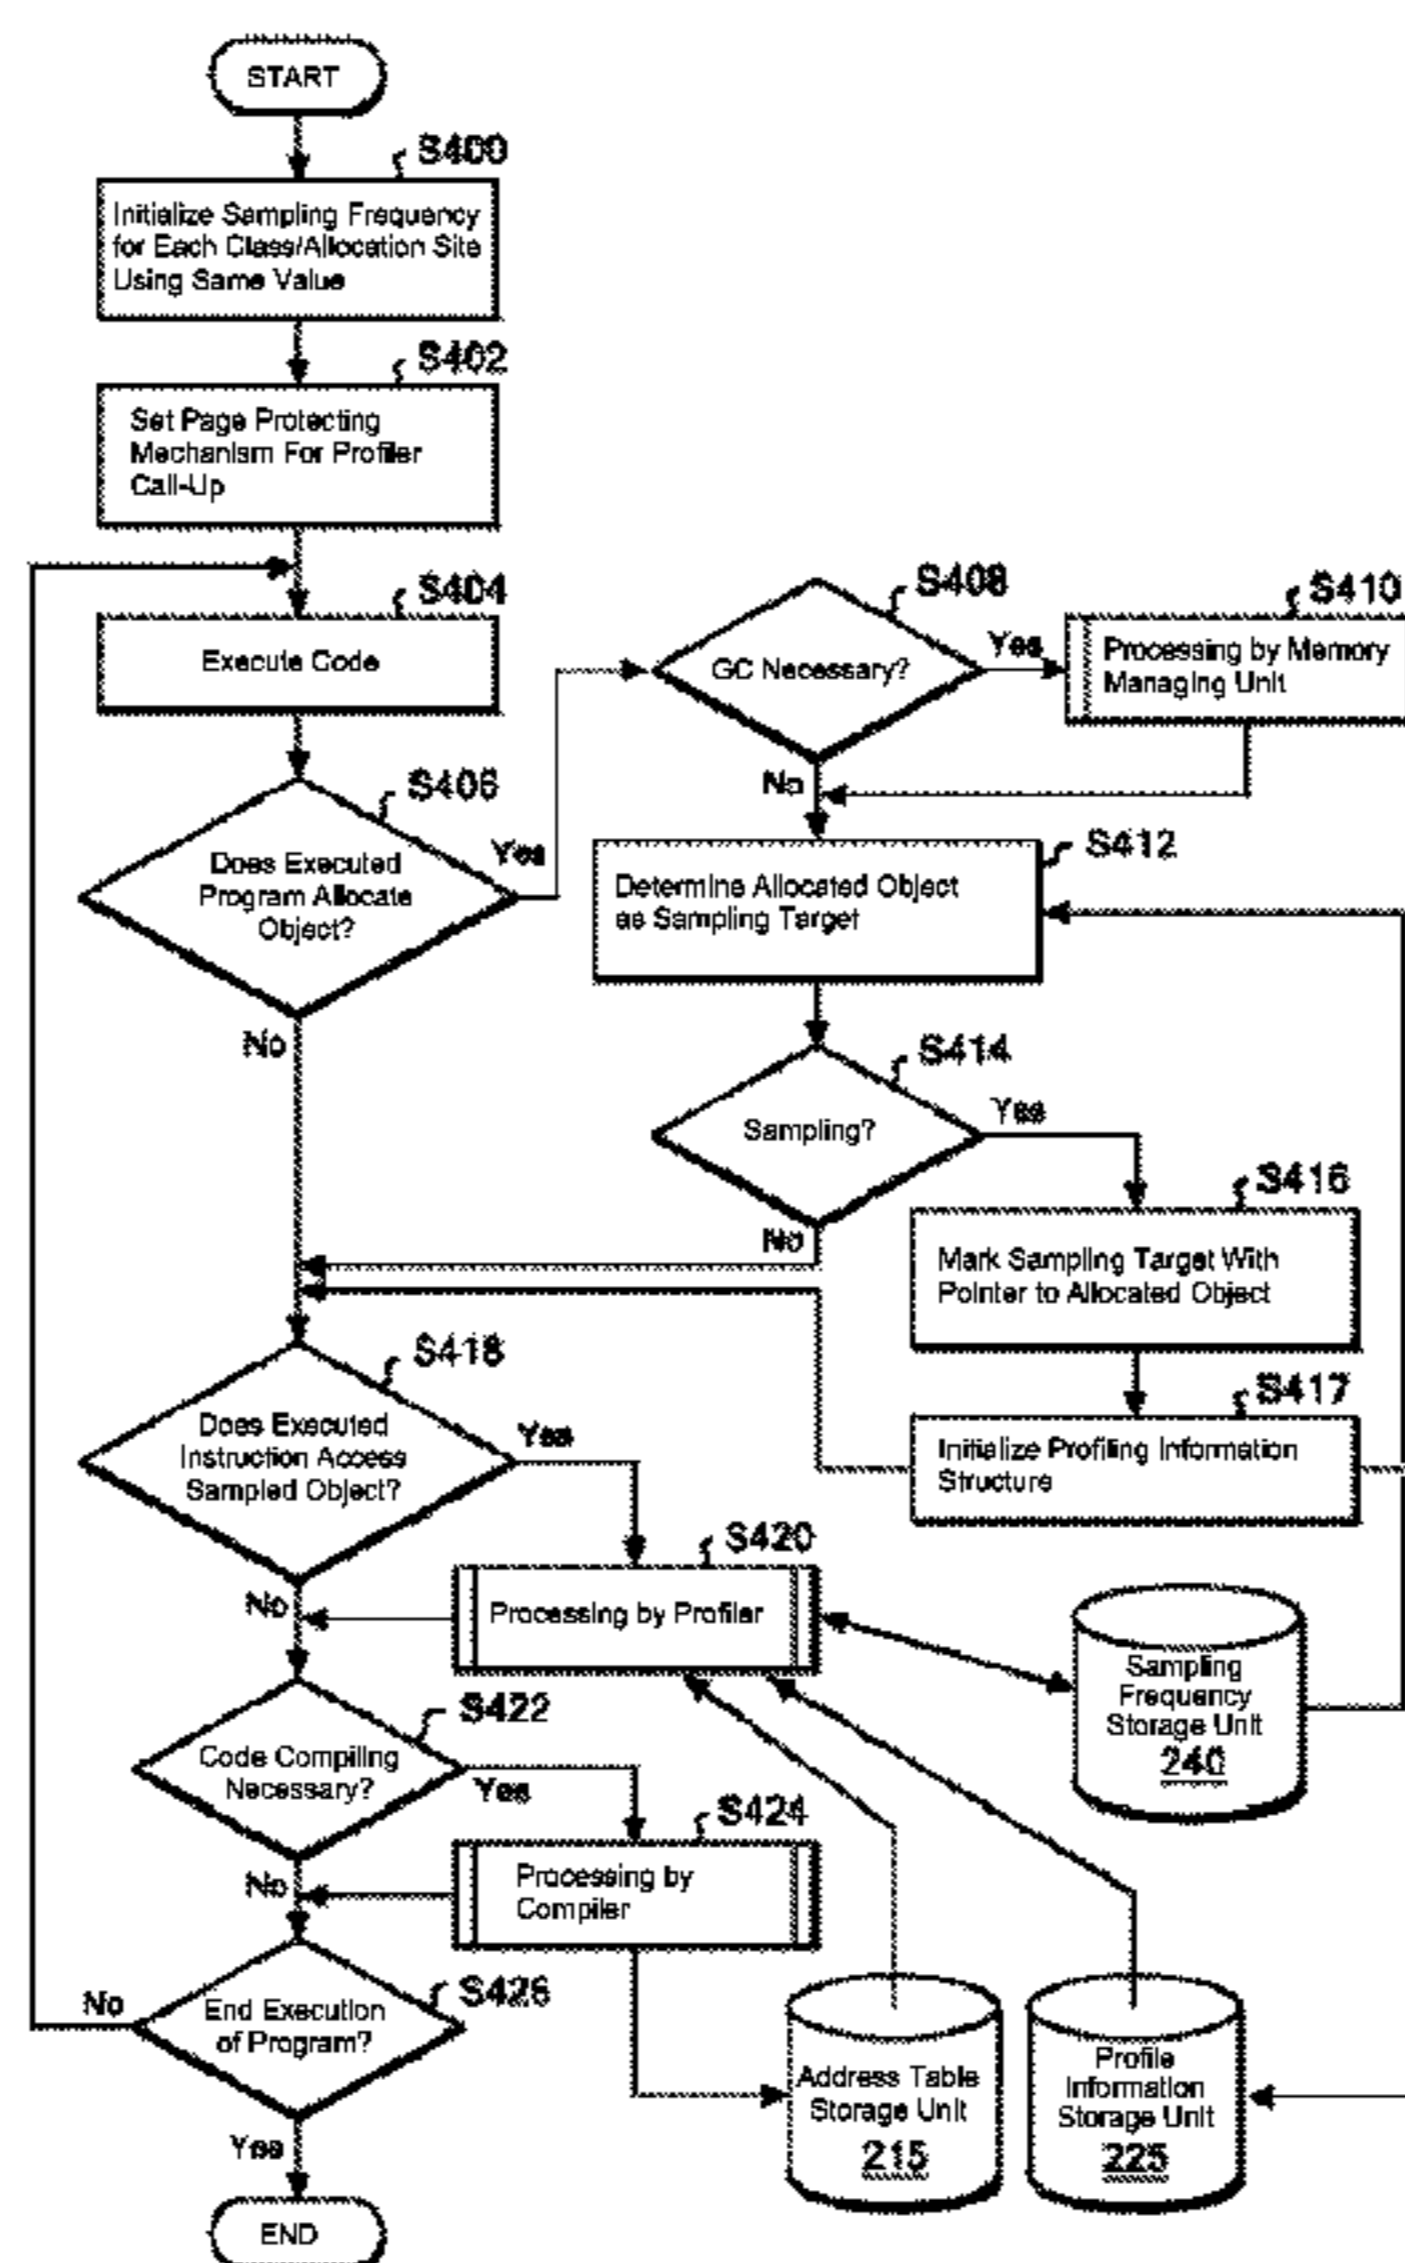 START
S400
Initialize Sampling Frequency
for Each Class/Allocation Site
Using Same Value
S402
Set Page Protecting
Mechanism For Profiler
Call-Up
S404
Execute Code
S406
Does Executed
Program Allocate
Object?
Yes
No
S408
GC Necessary?
Yes
No
S410
Processing by Memory
Managing Unit
S412
Determine Allocated Object
as Sampling Target
S414
Sampling?
Yes
No
S416
Mark Sampling Target With
Pointer to Allocated Object
S417
Initialize Profiling Information
Structure
S418
Does Executed
Instruction Access
Sampled Object?
Yes
No
S420
Processing by Profiler
Sampling
Frequency
Storage Unit
240
S422
Code Compiling
Necessary?
Yes
No
S424
Processing by
Compiler
S426
End Execution
of Program?
No
Yes
Address Table
Storage Unit
215
Profile
Information
Storage Unit
225
END